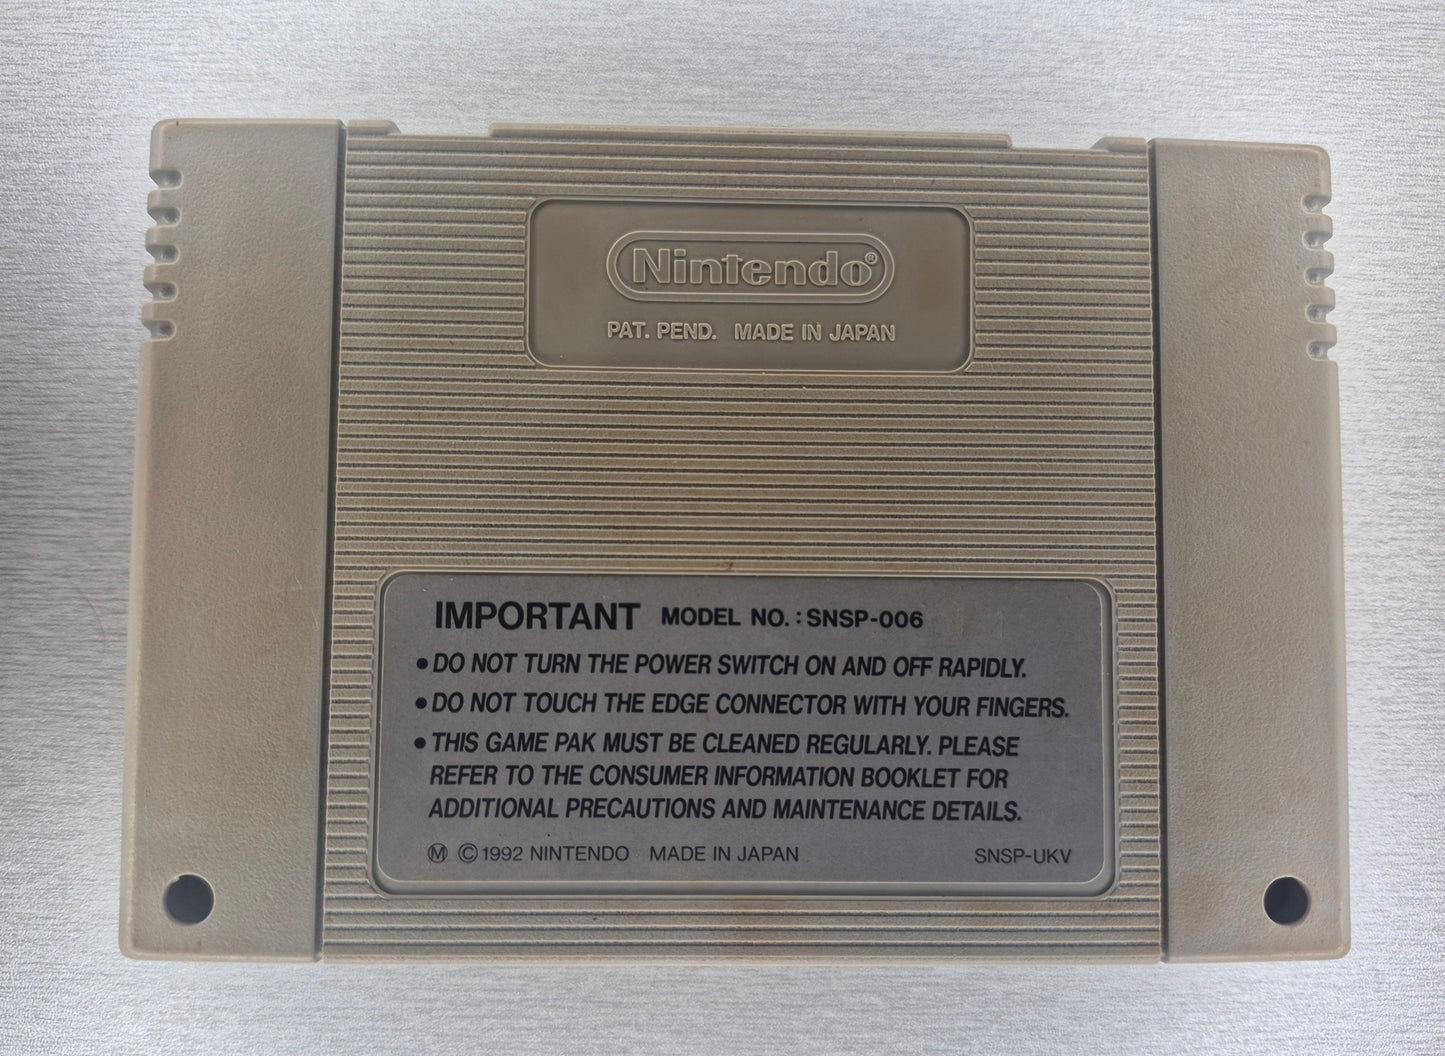 Nintendo®
PAT. PEND. MADE IN JAPAN
IMPORTANT MODEL NO.: SNSP-006
• DO NOT TURN THE POWER SWITCH ON AND OFF RAPIDLY.
• DO NOT TOUCH THE EDGE CONNECTOR WITH YOUR FINGERS.
• THIS GAME PAK MUST BE CLEANED REGULARLY. PLEASE
REFER TO THE CONSUMER INFORMATION BOOKLET FOR
ADDITIONAL PRECAUTIONS AND MAINTENANCE DETAILS.
Ⓜ ©1992 NINTENDO MADE IN JAPAN SNSP-UKV